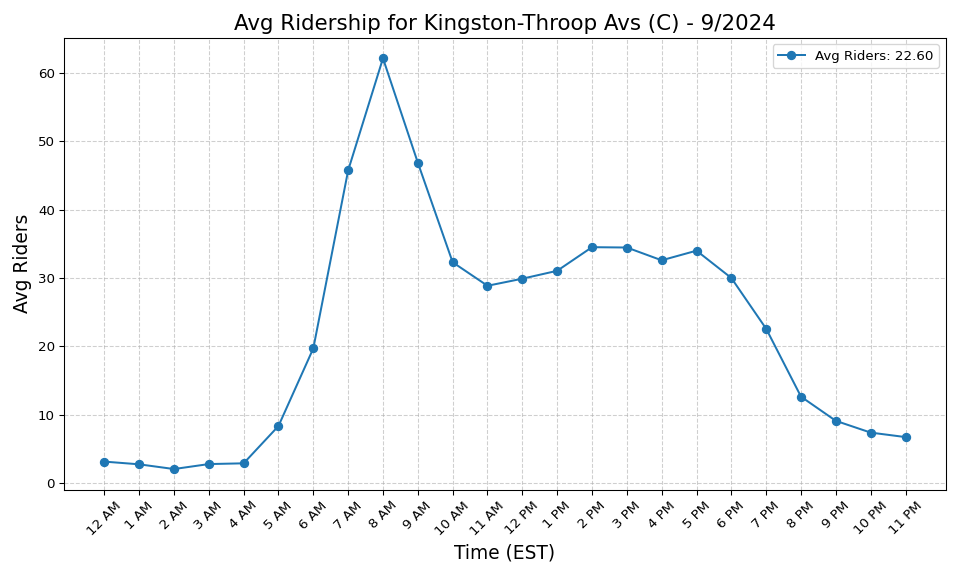 Avg Ridership for Kingston-Throop Avs (C) - 9/2024
Avg Riders: 22.60
Avg Riders
60
50
40
30
20
10
0
12 AM
1 AM
2 AM
3 AM
4 AM
5 AM
6 AM
7 AM
8 AM
9 AM
10 AM
11 AM
12 PM
1 PM
2 PM
3 PM
4 PM
5 PM
6 PM
7 PM
8 PM
9 PM
10 PM
11 PM
Time (EST)